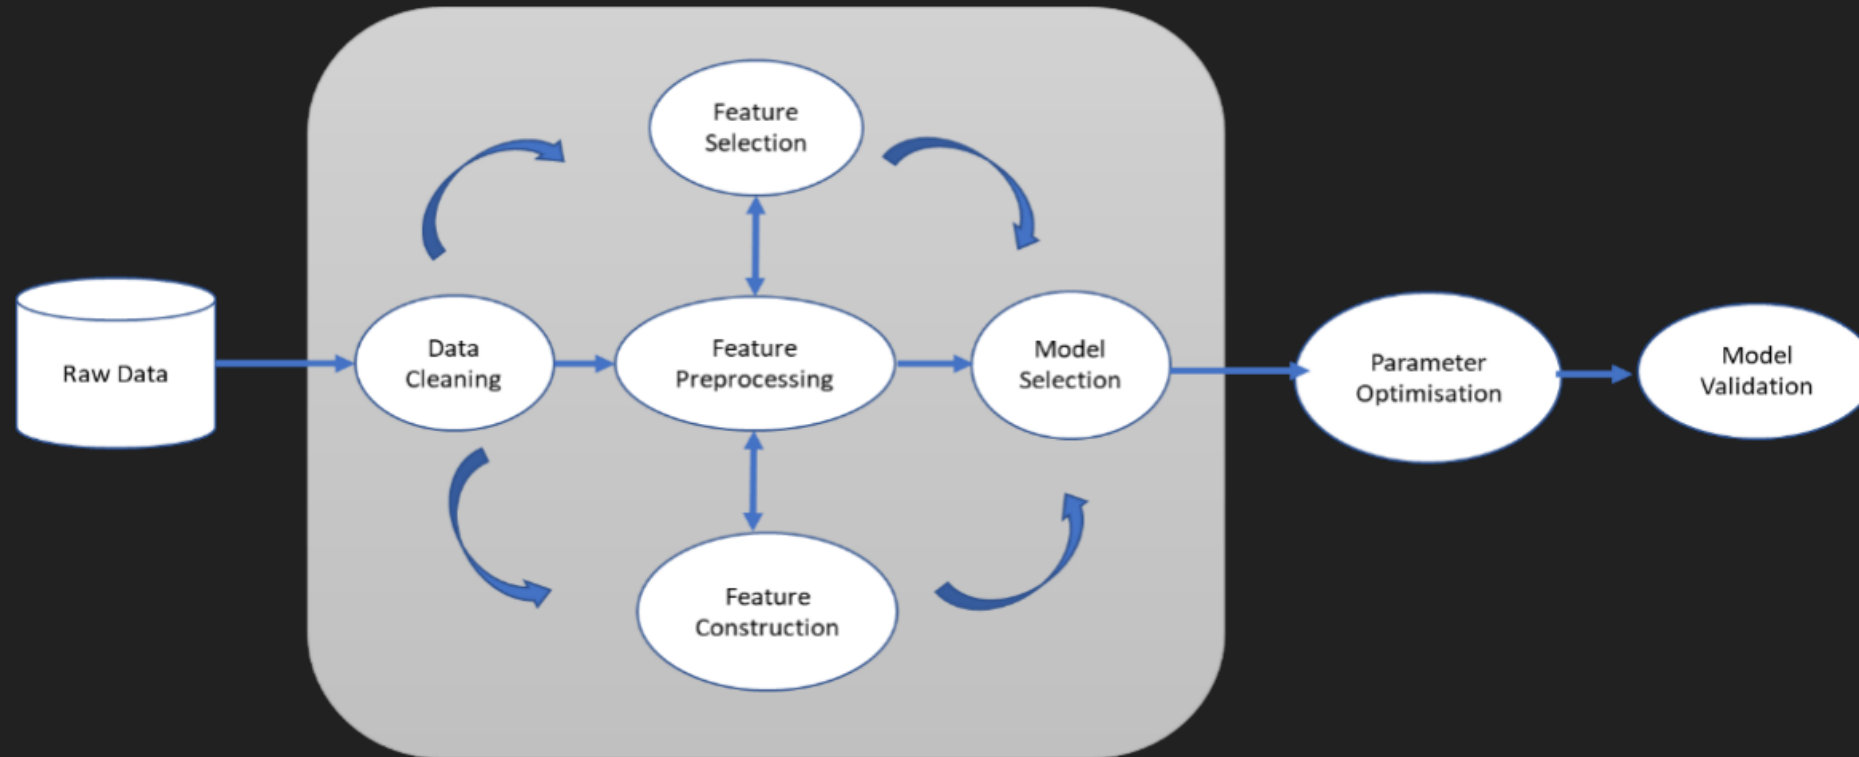 Feature
Selection
Raw Data
Data
Cleaning
Feature
Preprocessing
Model
Selection
Parameter
Optimisation
Model
Validation
Feature
Construction